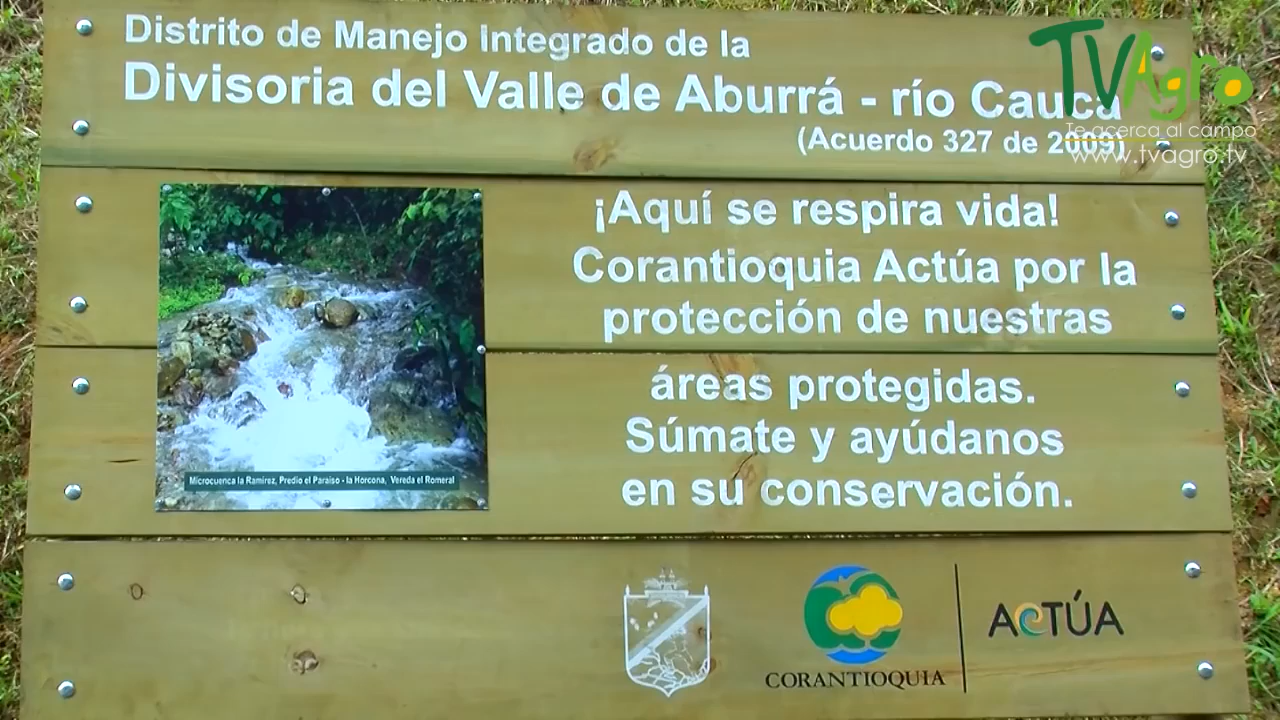 Distrito de Manejo Integrado de la
Divisoria del Valle de Aburrá - río Cauca
(Acuerdo 327 de 2009)
TVAgro
Te acerca al campo
www.tvagro.tv
¡Aquí se respira vida!
Corantioquia Actúa por la
protección de nuestras
áreas protegidas.
Súmate y ayúdanos
en su conservación.
Microcuenca la Ramirez, Predio el Paraiso - la Horcona, Vereda el Romeral
CORANTIOQUIA
ACTÚA